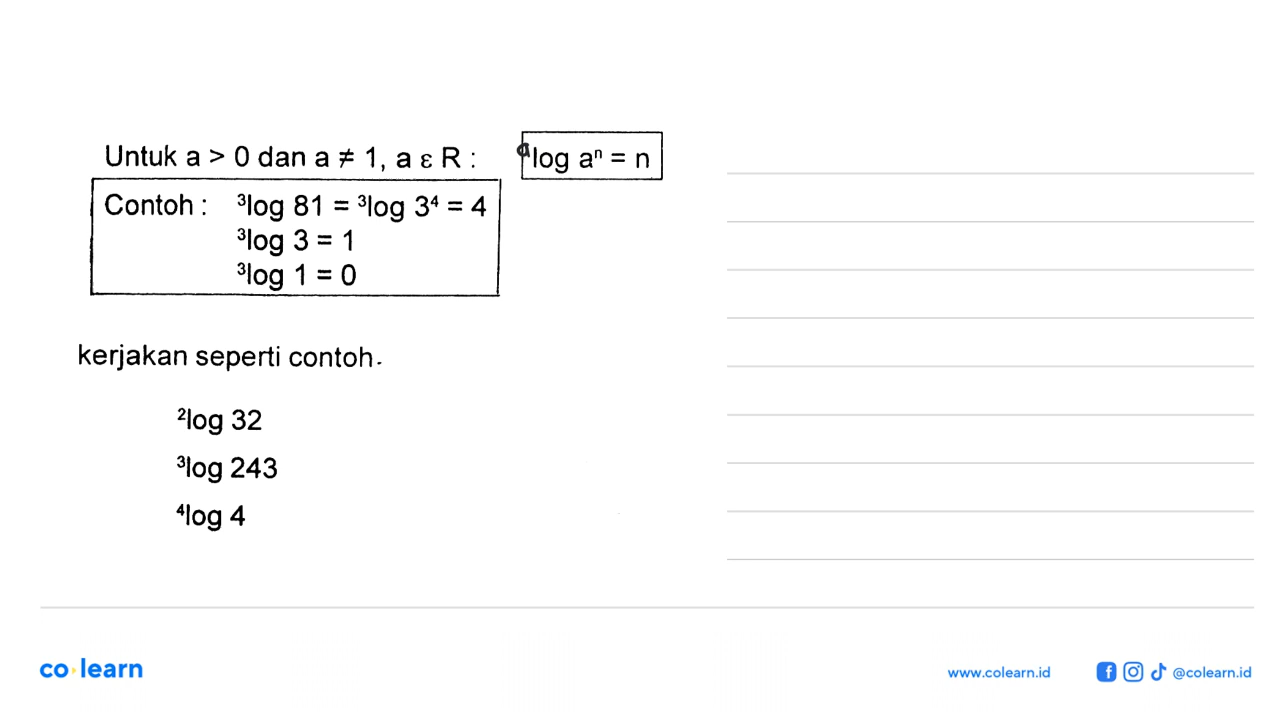 Untuk a > 0 dan a ≠ 1, a ε R : ᵃlog aⁿ = n
Contoh : ³log 81 = ³log 3⁴ = 4
³log 3 = 1
³log 1 = 0
kerjakan seperti contoh.
²log 32
³log 243
⁴log 4
co learn
www.colearn.id @colearn.id